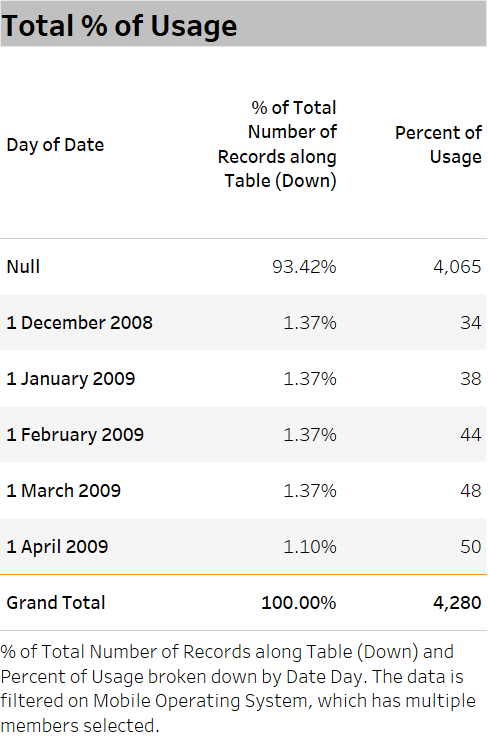 Total % of Usage
Day of Date
% of Total
Number of
Records along
Table (Down)
Percent of
Usage
Null 93.42% 4,065
1 December 2008 1.37% 34
1 January 2009 1.37% 38
1 February 2009 1.37% 44
1 March 2009 1.37% 48
1 April 2009 1.10% 50
Grand Total 100.00% 4,280
% of Total Number of Records along Table (Down) and
Percent of Usage broken down by Date Day. The data is
filtered on Mobile Operating System, which has multiple
members selected.